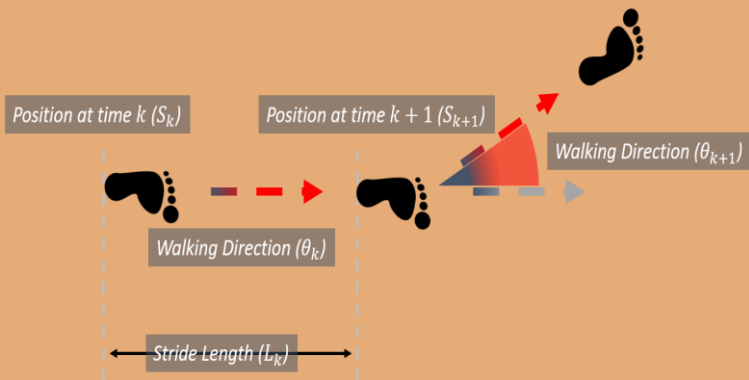 Position at time k (S_k)
Position at time k + 1 (S_{k+1})
Walking Direction (θ_{k+1})
Walking Direction (θ_k)
Stride Length (L_k)